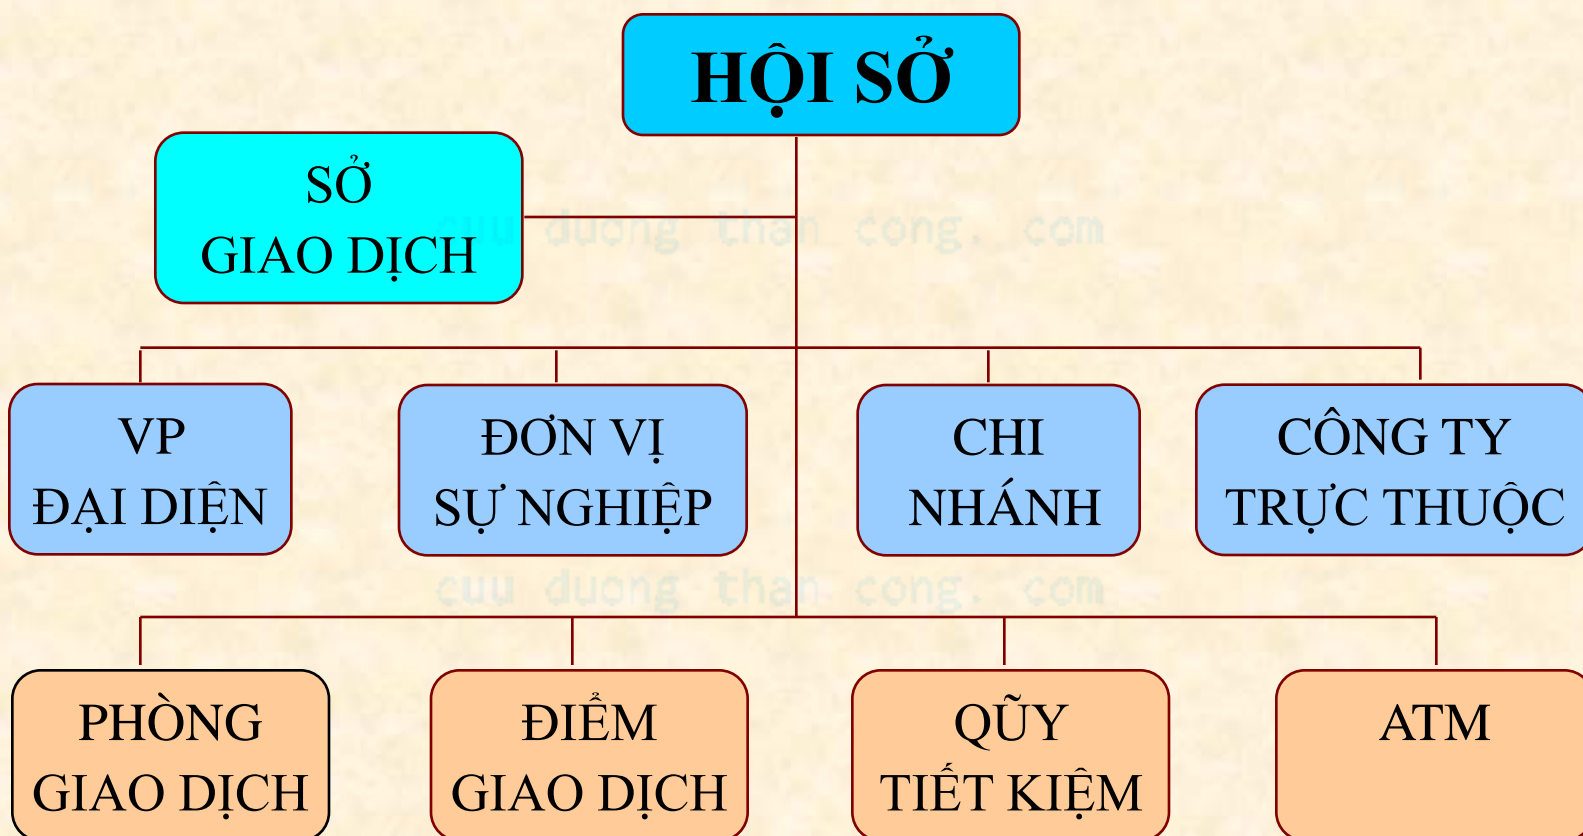 HỘI SỞ
SỞ
GIAO DỊCH
cuu duong than cong. com
VP
ĐẠI DIỆN
ĐƠN VỊ
SỰ NGHIỆP
CHI
NHÁNH
CÔNG TY
TRỰC THUỘC
cuu duong than cong. com
PHÒNG
GIAO DỊCH
ĐIỂM
GIAO DỊCH
QŨY
TIẾT KIỆM
ATM